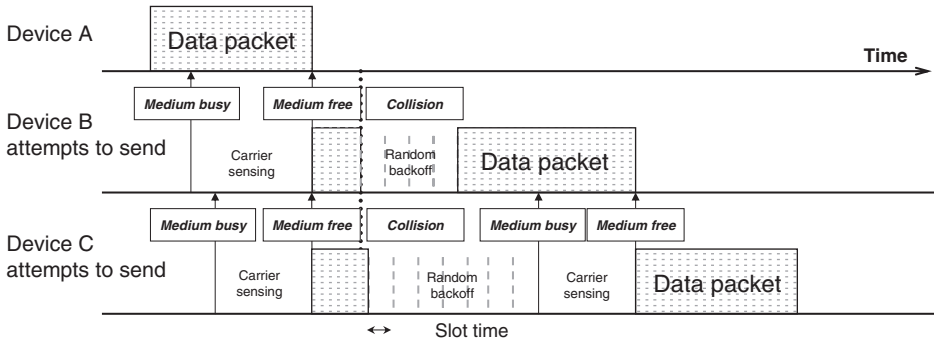 Device A
Data packet
Time
Medium busy
Medium free
Collision
Device B
attempts to send
Carrier
sensing
Random
backoff
Data packet
Medium busy
Medium free
Collision
Medium busy
Medium free
Device C
attempts to send
Carrier
sensing
Random
backoff
Carrier
sensing
Data packet
Slot time